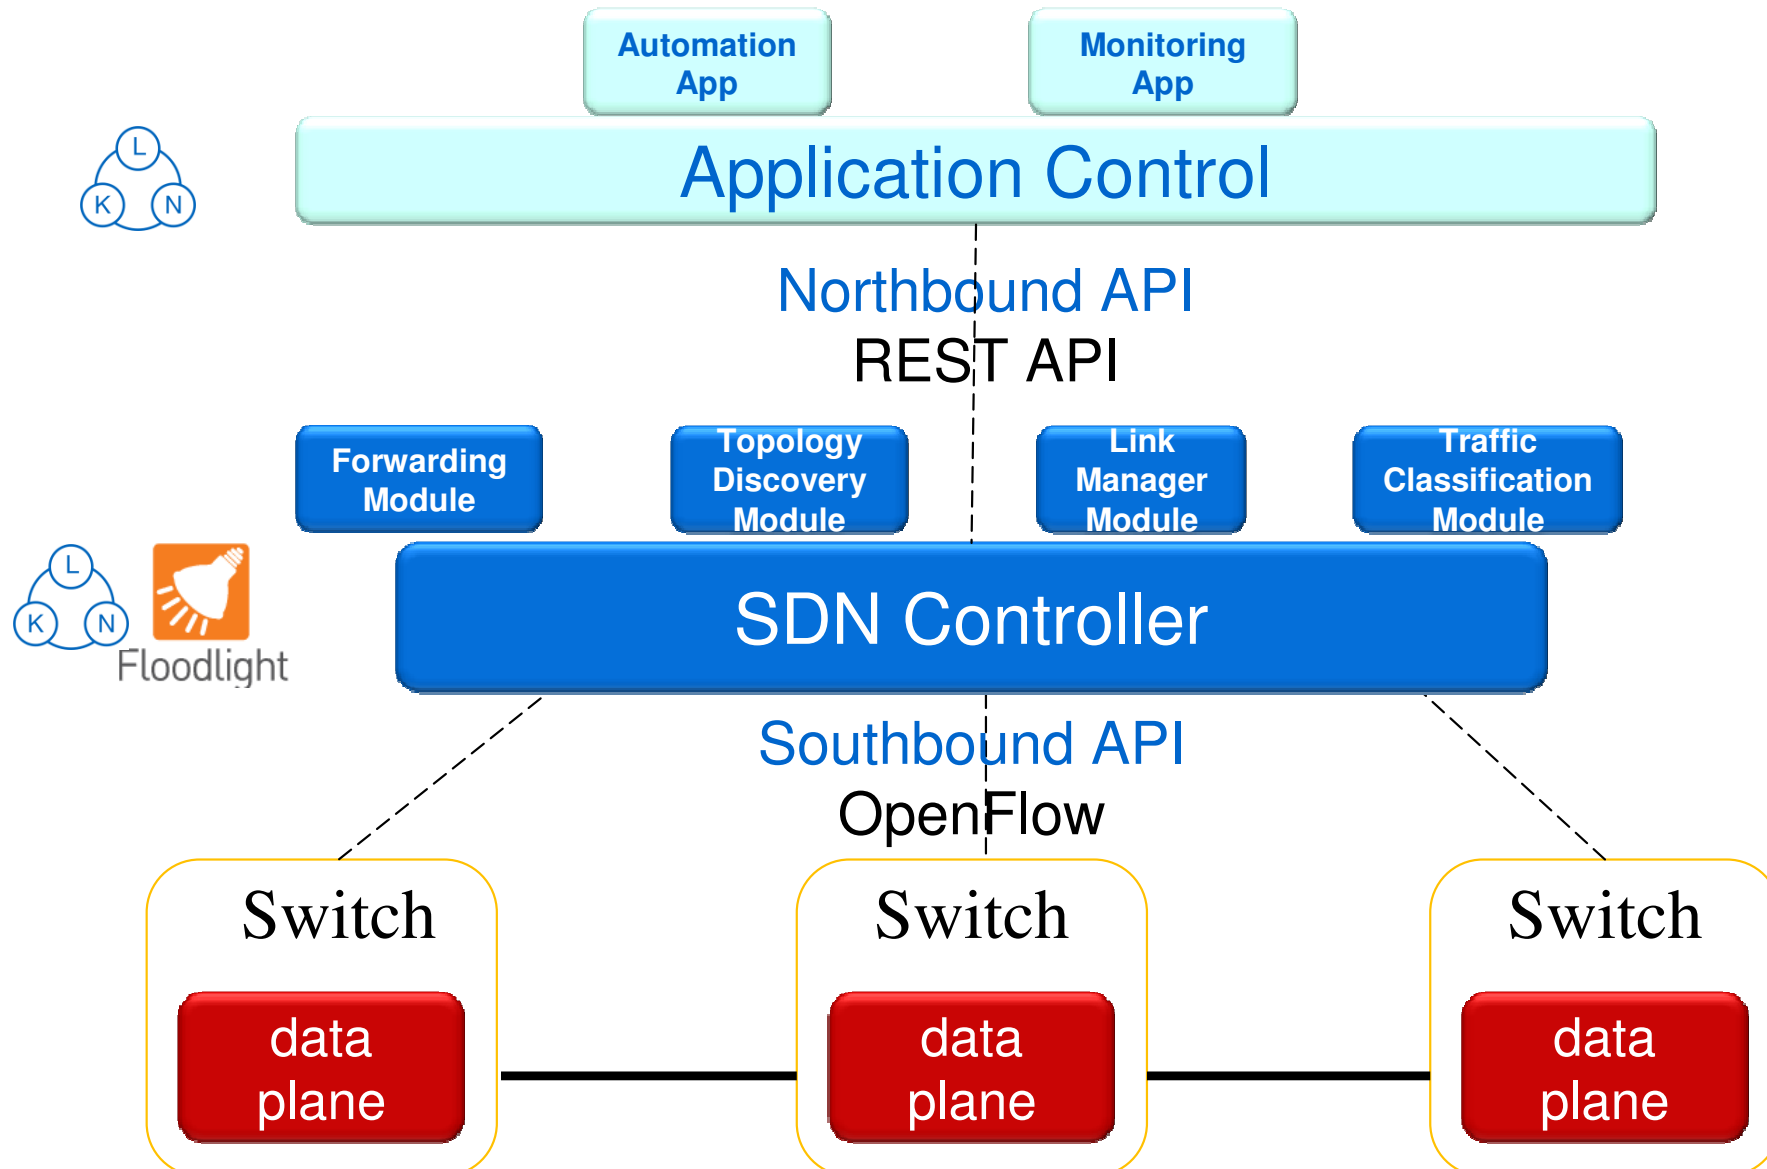 Automation
App
Monitoring
App
Application Control
L
K N
Northbound API
REST API
Forwarding
Module
Topology
Discovery
Module
Link
Manager
Module
Traffic
Classification
Module
L
K N
Floodlight
SDN Controller
Southbound API
OpenFlow
Switch
data
plane
Switch
data
plane
Switch
data
plane